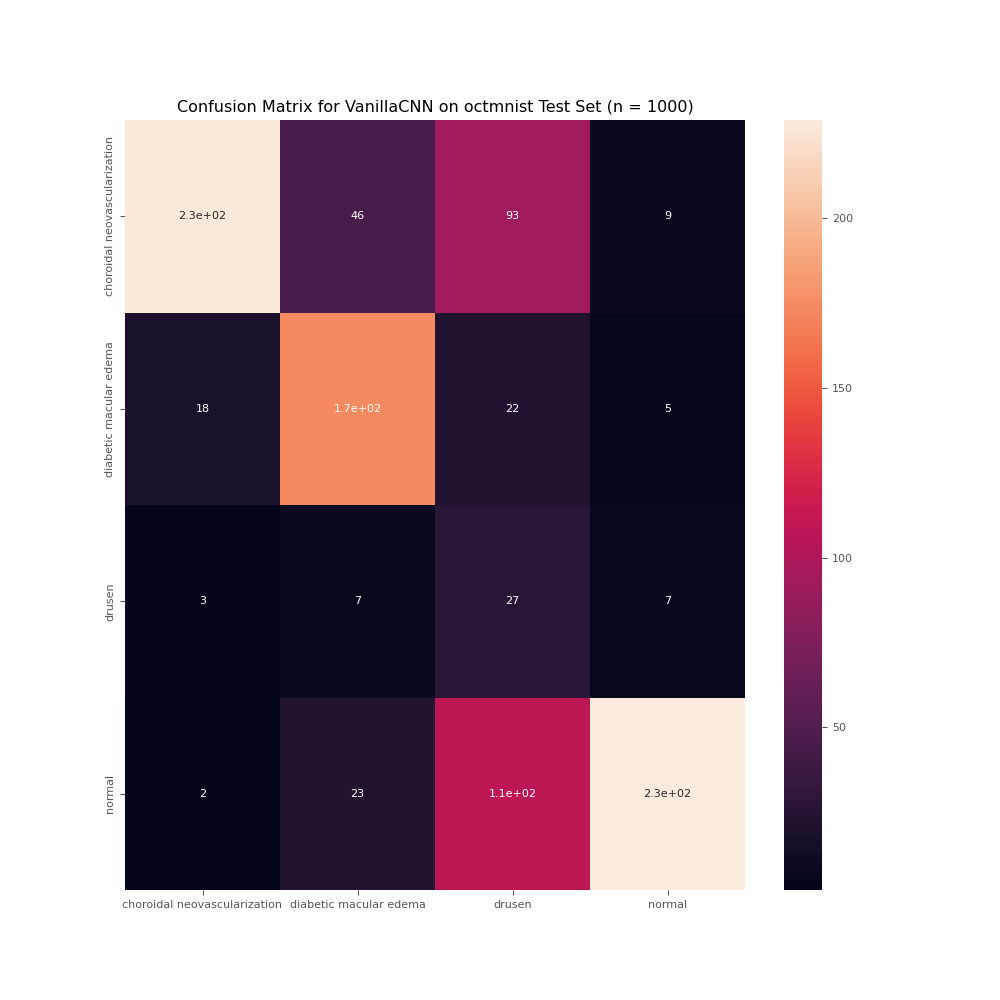 Confusion Matrix for VanillaCNN on octmnist Test Set (n = 1000)
choroidal neovascularization
2.3e+02 46 93 9
200
diabetic macular edema
18 1.7e+02 22 5
150
100
drusen
3 7 27 7
50
normal
2 23 1.1e+02 2.3e+02
choroidal neovascularization diabetic macular edema drusen normal